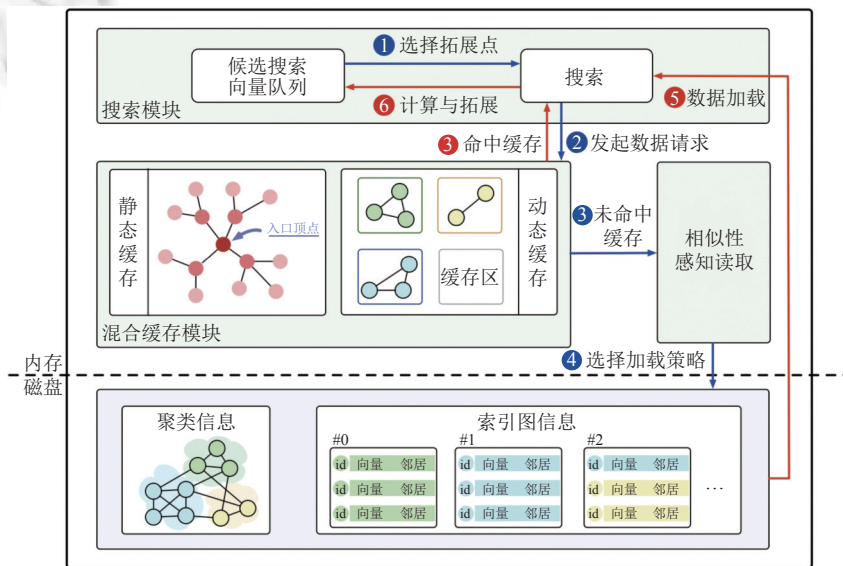 ❶选择拓展点
候选搜索
向量队列
搜索
❻计算与拓展
搜索模块
❺数据加载
❸命中缓存
❷发起数据请求
静态缓存
入口顶点
缓存区
动态缓存
混合缓存模块
❸未命中
缓存
相似性
感知读取
❹选择加载策略
内存
磁盘
聚类信息
索引图信息
#0
id 向量 邻居
id 向量 邻居
id 向量 邻居
#1
id 向量 邻居
id 向量 邻居
id 向量 邻居
#2
id 向量 邻居
id 向量 邻居
id 向量 邻居
…